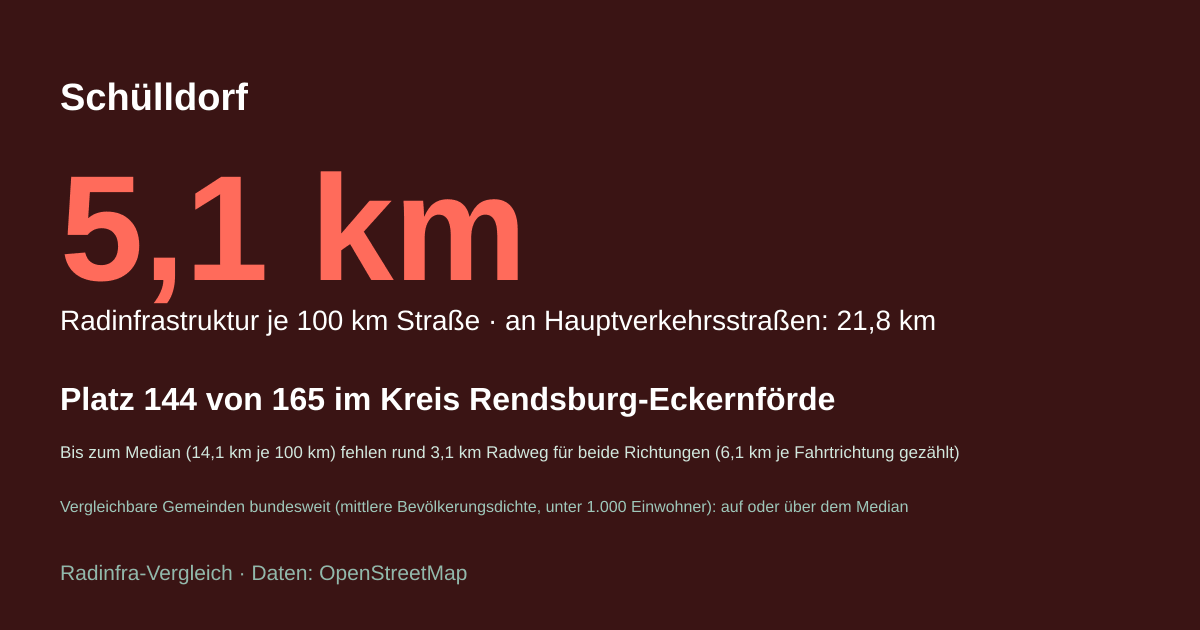 Schülldorf
5,1 km
Radinfrastruktur je 100 km Straße · an Hauptverkehrsstraßen: 21,8 km
Platz 144 von 165 im Kreis Rendsburg-Eckernförde
Bis zum Median (14,1 km je 100 km) fehlen rund 3,1 km Radweg für beide Richtungen (6,1 km je Fahrtrichtung gezählt)
Vergleichbare Gemeinden bundesweit (mittlere Bevölkerungsdichte, unter 1.000 Einwohner): auf oder über dem Median
Radinfra-Vergleich · Daten: OpenStreetMap